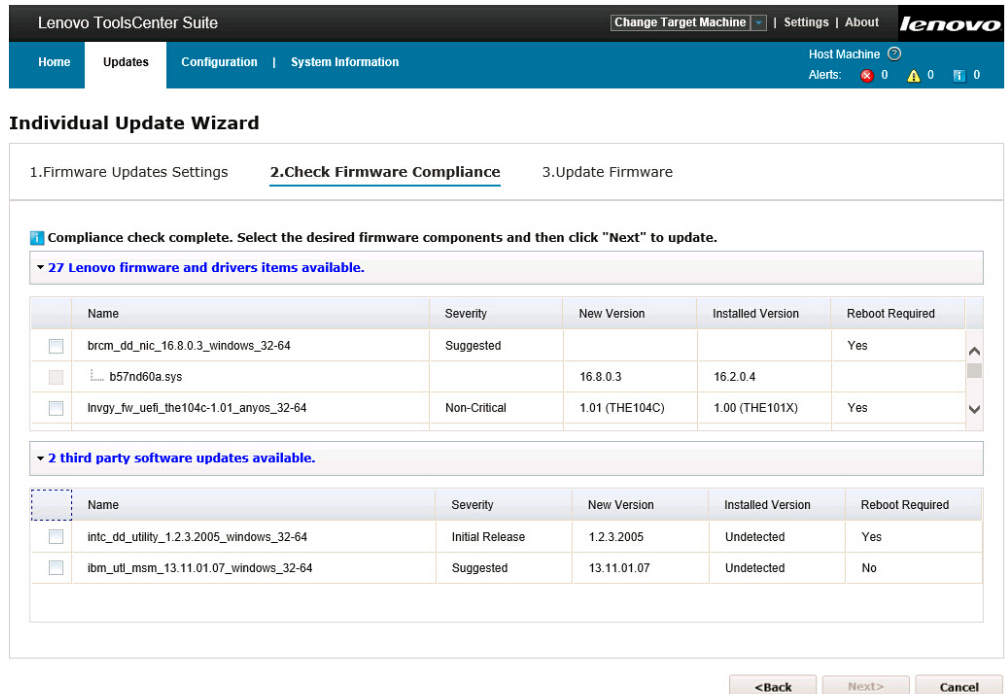 Lenovo ToolsCenter Suite Change Target Machine | Settings | About lenovo
Home Updates Configuration | System Information Host Machine ?
Alerts: 0 0 0
Individual Update Wizard
1.Firmware Updates Settings 2.Check Firmware Compliance 3.Update Firmware
Compliance check complete. Select the desired firmware components and then click "Next" to update.
27 Lenovo firmware and drivers items available.
Name Severity New Version Installed Version Reboot Required
brcm_dd_nic_16.8.0.3_windows_32-64 Suggested Yes
b57nd60a.sys 16.8.0.3 16.2.0.4
lnvgy_fw_uefi_the104c-1.01_anyos_32-64 Non-Critical 1.01 (THE104C) 1.00 (THE101X) Yes
2 third party software updates available.
Name Severity New Version Installed Version Reboot Required
intc_dd_utility_1.2.3.2005_windows_32-64 Initial Release 1.2.3.2005 Undetected Yes
ibm_utl_msm_13.11.01.07_windows_32-64 Suggested 13.11.01.07 Undetected No
<Back Next> Cancel